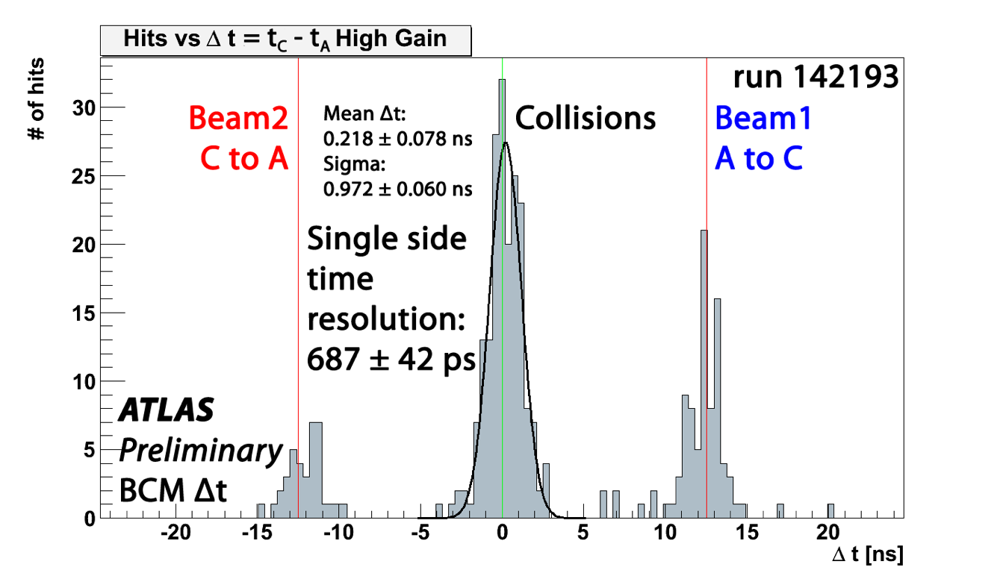 Hits vs Δ t = tC - tA High Gain
# of hits
run 142193
Beam2
C to A
Mean Δt:
0.218 ± 0.078 ns
Sigma:
0.972 ± 0.060 ns
Collisions
Beam1
A to C
Single side
time
resolution:
687 ± 42 ps
ATLAS
Preliminary
BCM Δt
30
25
20
15
10
5
0
-20 -15 -10 -5 0 5 10 15 20
Δ t [ns]